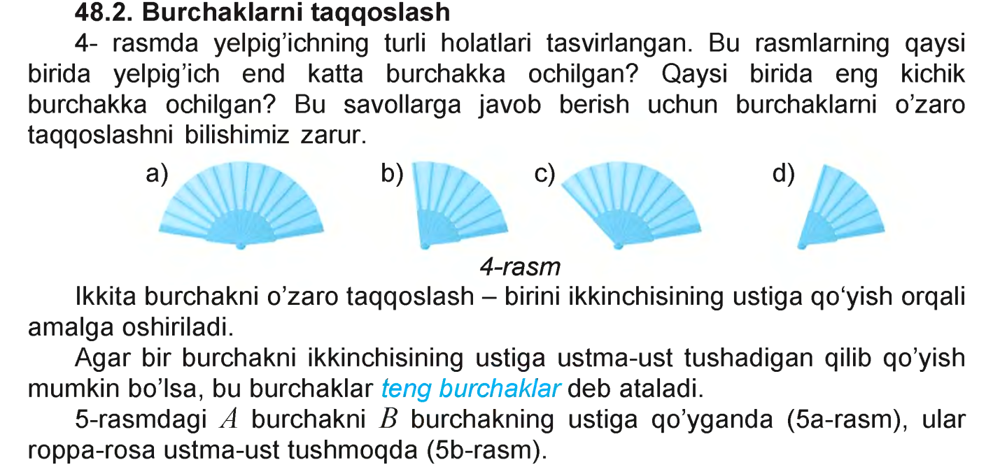 48.2. Burchaklarni taqqoslash
4- rasmda yelpig’ichning turli holatlari tasvirlangan. Bu rasmlarning qaysi
birida yelpig’ich end katta burchakka ochilgan? Qaysi birida eng kichik
burchakka ochilgan? Bu savollarga javob berish uchun burchaklarni o’zaro
taqqoslashni bilishimiz zarur.
a) b) c) d)
4-rasm
Ikkita burchakni o’zaro taqqoslash – birini ikkinchisining ustiga qo‘yish orqali
amalga oshiriladi.
Agar bir burchakni ikkinchisining ustiga ustma-ust tushadigan qilib qo’yish
mumkin bo’lsa, bu burchaklar teng burchaklar deb ataladi.
5-rasmdagi A burchakni B burchakning ustiga qo’yganda (5a-rasm), ular
roppa-rosa ustma-ust tushmoqda (5b-rasm).